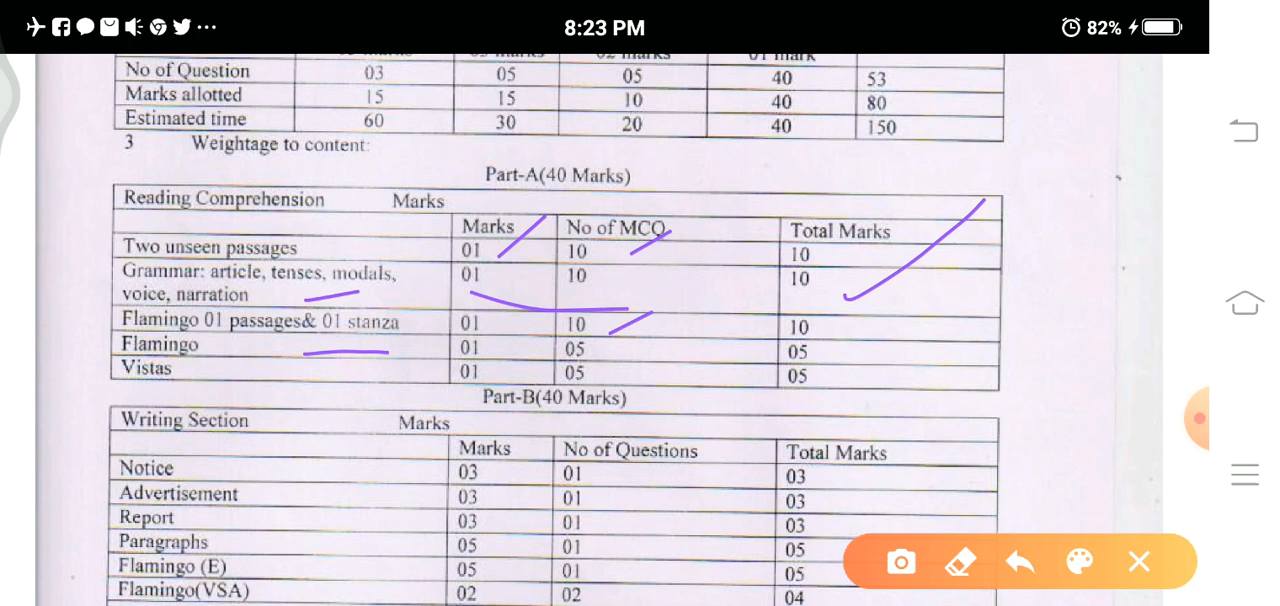 8:23 PM 82%
No of Question 03 05 05 40 53
Marks allotted 15 15 10 40 80
Estimated time 60 30 20 40 150
3 Weightage to content:
Part-A(40 Marks)
Reading Comprehension Marks
Marks No of MCQ Total Marks
Two unseen passages 01 10 10
Grammar: article, tenses, modals, 01 10 10
voice, narration
Flamingo 01 passages& 01 stanza 01 10 10
Flamingo 01 05 05
Vistas 01 05 05
Part-B(40 Marks)
Writing Section Marks
Marks No of Questions Total Marks
Notice 03 01 03
Advertisement 03 01 03
Report 03 01 03
Paragraphs 05 01 05
Flamingo (E) 05 01 05
Flamingo(VSA) 02 02 04